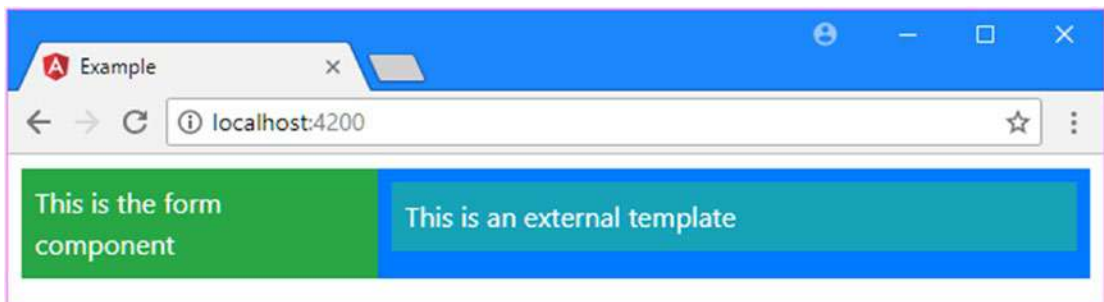 Example
localhost:4200
This is the form
component
This is an external template